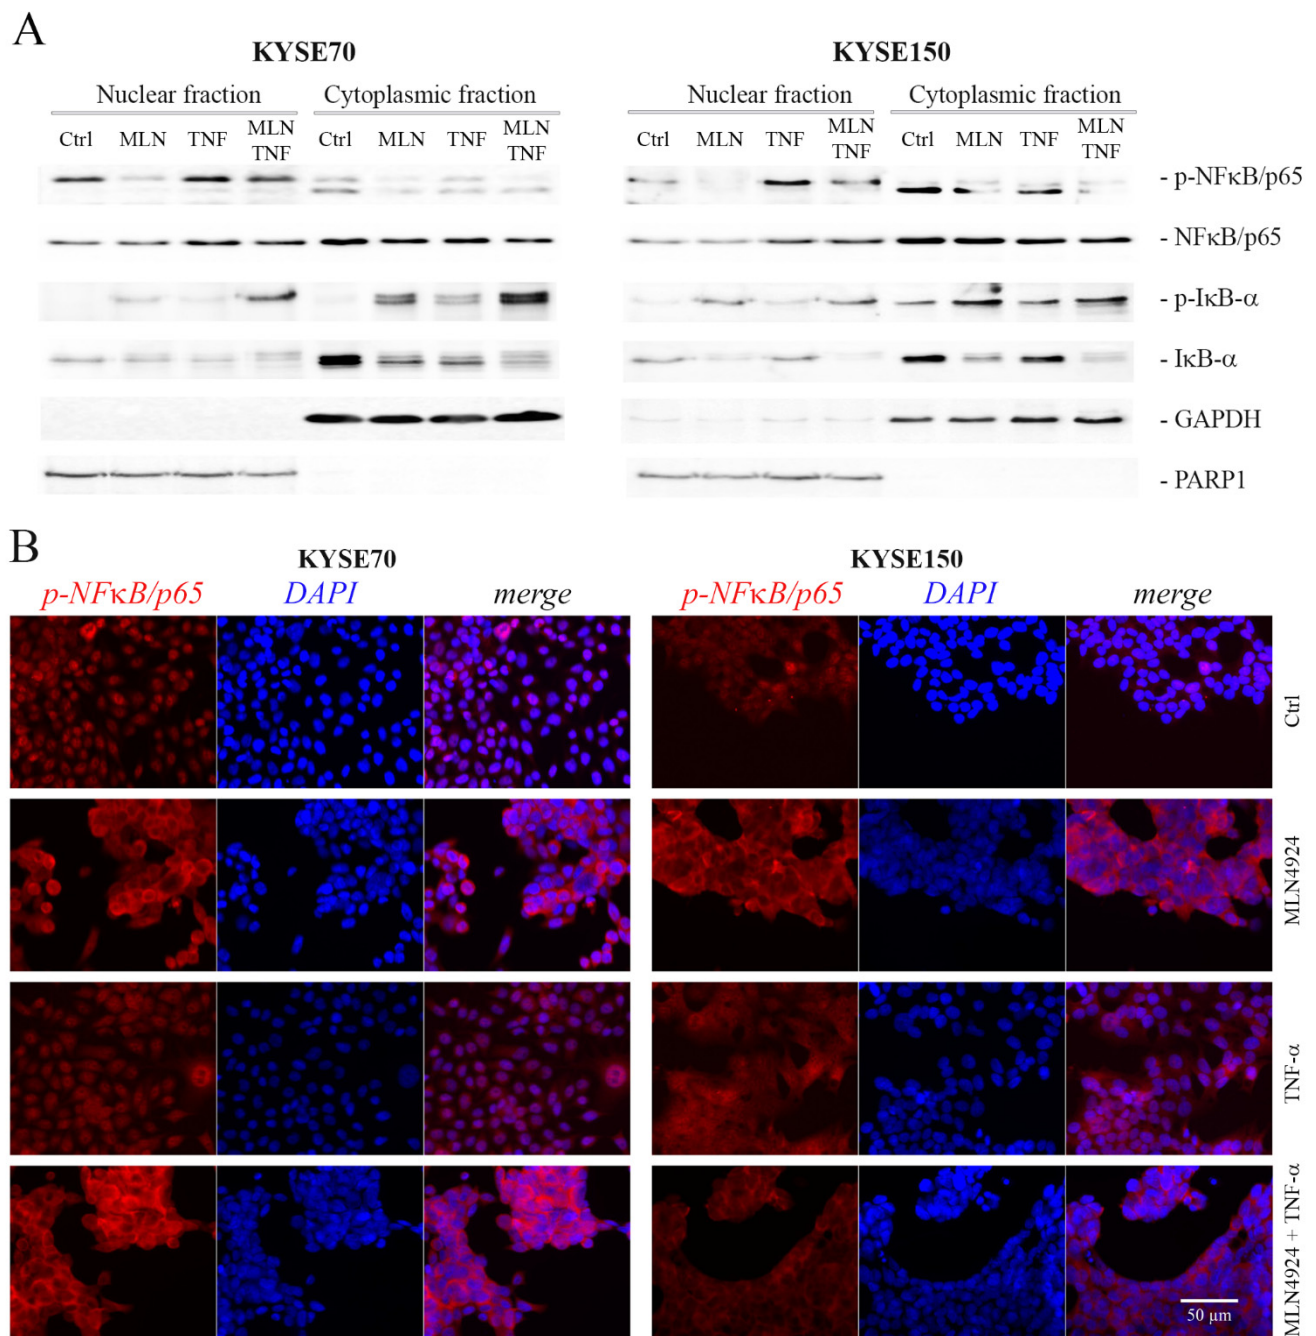 A
KYSE70
KYSE150
Nuclear fraction
Cytoplasmic fraction
Nuclear fraction
Cytoplasmic fraction
Ctrl MLN TNF MLN TNF Ctrl MLN TNF MLN TNF
Ctrl MLN TNF MLN TNF Ctrl MLN TNF MLN TNF
- p-NFκB/p65
- NFκB/p65
- p-IκB-α
- IκB-α
- GAPDH
- PARP1
B
KYSE70
KYSE150
p-NFκB/p65 DAPI merge
p-NFκB/p65 DAPI merge
Ctrl
MLN4924
TNF-α
MLN4924 + TNF-α
50 µm